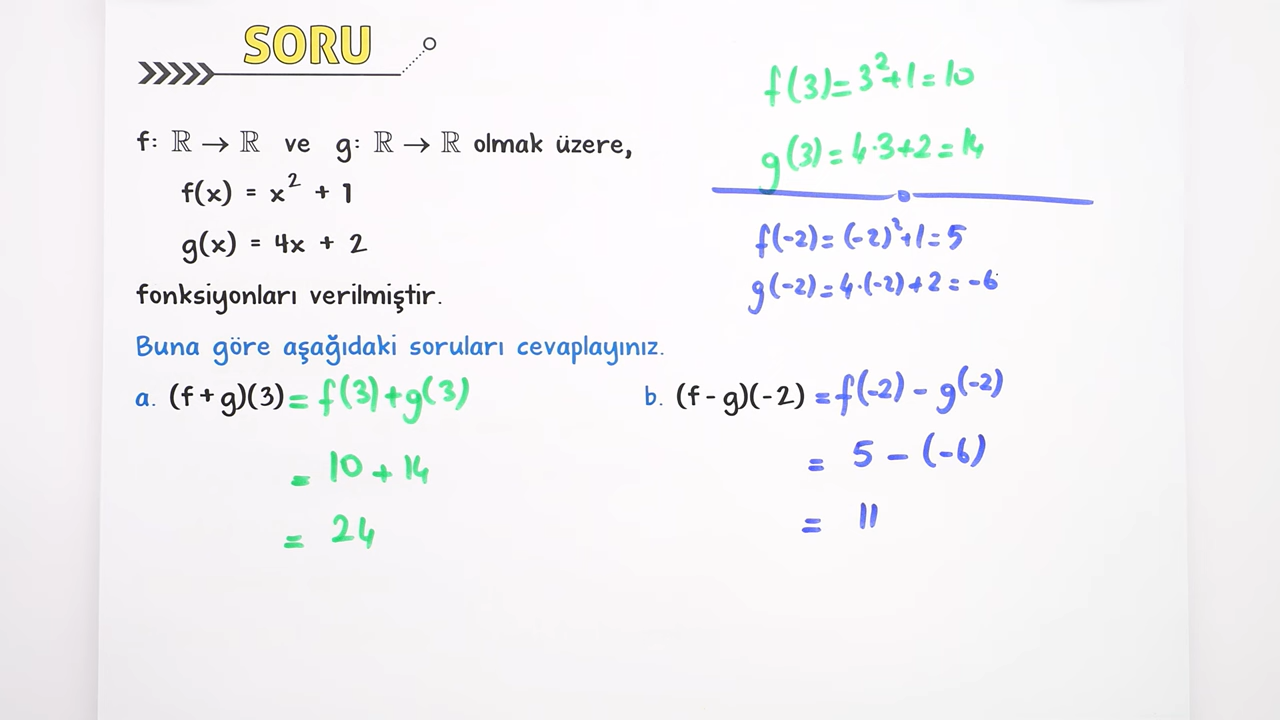 SORU
f: ℝ → ℝ ve g: ℝ → ℝ olmak üzere,
f(x) = x² + 1
g(x) = 4x + 2
fonksiyonları verilmiştir.
Buna göre aşağıdaki soruları cevaplayınız.
a. (f + g)(3) = f(3) + g(3)
= 10 + 14
= 24
f(3) = 3² + 1 = 10
g(3) = 4·3 + 2 = 14
f(-2) = (-2)² + 1 = 5
g(-2) = 4·(-2) + 2 = -6
b. (f - g)(-2) = f(-2) - g(-2)
= 5 - (-6)
= 11